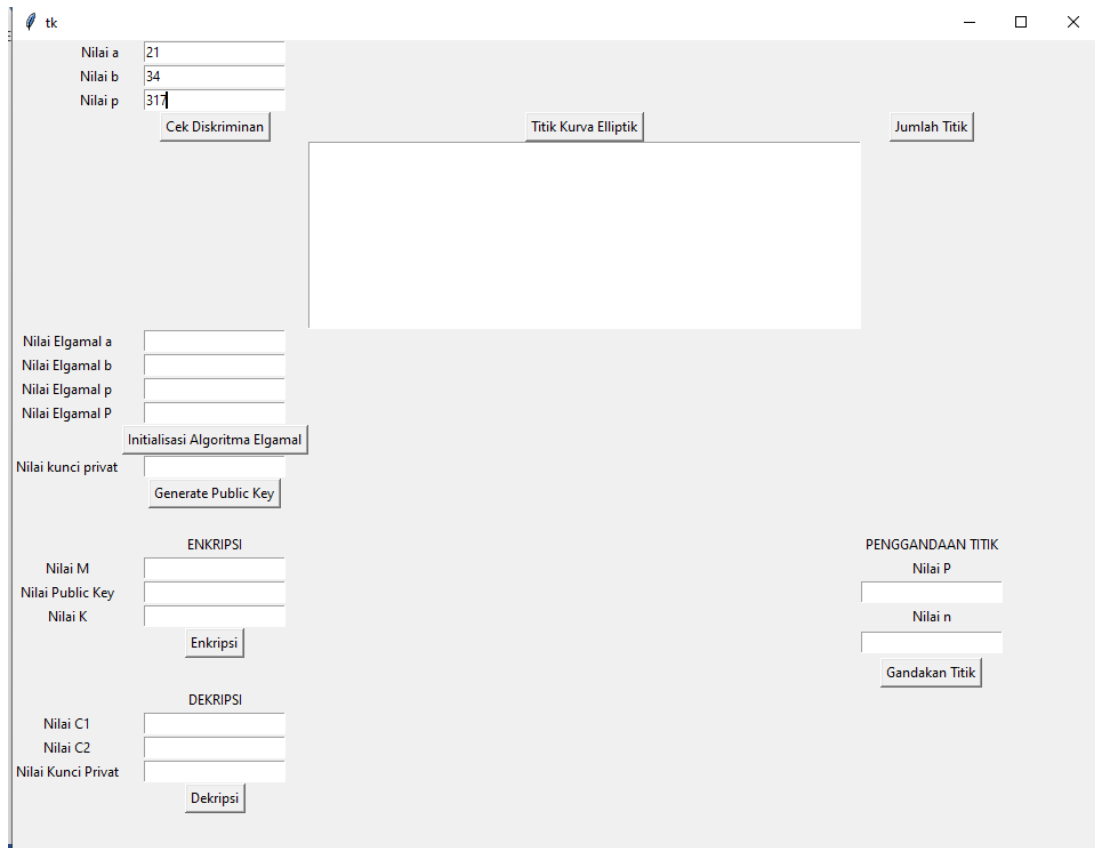 tk
Nilai a 21
Nilai b 34
Nilai p 317
Cek Diskriminan Titik Kurva Elliptik Jumlah Titik
Nilai Elgamal a
Nilai Elgamal b
Nilai Elgamal p
Nilai Elgamal P
Initialisasi Algoritma Elgamal
Nilai kunci privat
Generate Public Key
ENKRIPSI PENGGANDAAN TITIK
Nilai M Nilai P
Nilai Public Key
Nilai K Nilai n
Enkripsi
Gandakan Titik
DEKRIPSI
Nilai C1
Nilai C2
Nilai Kunci Privat
Dekripsi